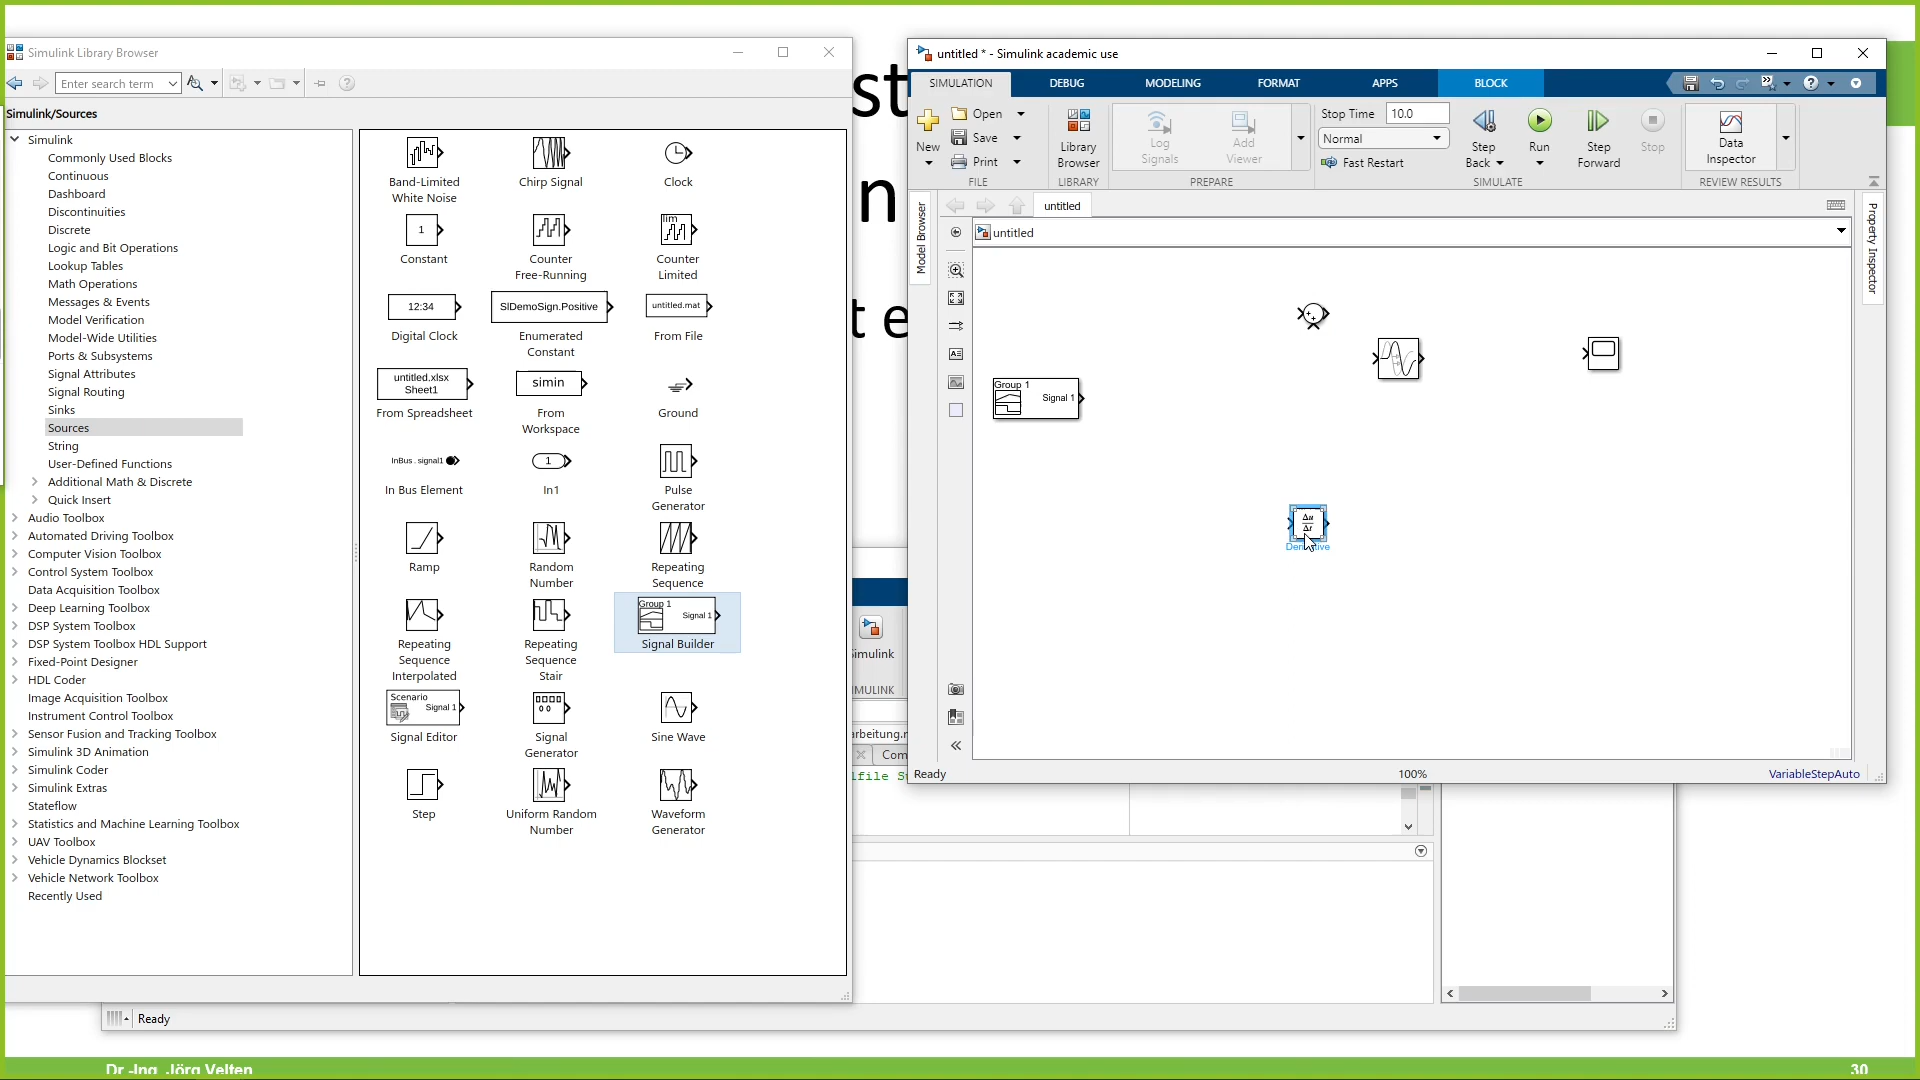 Simulink Library Browser
Enter search term
Simulink/Sources
Simulink
Commonly Used Blocks
Continuous
Dashboard
Discontinuities
Discrete
Logic and Bit Operations
Lookup Tables
Math Operations
Messages & Events
Model Verification
Model-Wide Utilities
Ports & Subsystems
Signal Attributes
Signal Routing
Sinks
Sources
String
User-Defined Functions
Additional Math & Discrete
Quick Insert
Audio Toolbox
Automated Driving Toolbox
Computer Vision Toolbox
Control System Toolbox
Data Acquisition Toolbox
Deep Learning Toolbox
DSP System Toolbox
DSP System Toolbox HDL Support
Fixed-Point Designer
HDL Coder
Image Acquisition Toolbox
Instrument Control Toolbox
Sensor Fusion and Tracking Toolbox
Simulink 3D Animation
Simulink Coder
Simulink Extras
Stateflow
Statistics and Machine Learning Toolbox
UAV Toolbox
Vehicle Dynamics Blockset
Vehicle Network Toolbox
Recently Used
Band-Limited
White Noise
Chirp Signal
Clock
1
Constant
Counter
Free-Running
lim
Counter
Limited
12:34
Digital Clock
SlDemoSign.Positive
Enumerated
Constant
untitled.mat
From File
untitled.xlsx
Sheet1
From Spreadsheet
simin
From
Workspace
Ground
InBus . signal1
In Bus Element
1
In1
Pulse
Generator
Ramp
Random
Number
Repeating
Sequence
Repeating
Sequence
Interpolated
Repeating
Sequence
Stair
Group 1
Signal 1
Signal Builder
Scenario
Signal 1
Signal Editor
Signal
Generator
Sine Wave
Step
Uniform Random
Number
Waveform
Generator
st
n
t e
imulink
MULINK
rbeitung.r
Com
lfile S
untitled * - Simulink academic use
SIMULATION
DEBUG
MODELING
FORMAT
APPS
BLOCK
New
Open
Save
Print
FILE
Library
Browser
LIBRARY
Log
Signals
Add
Viewer
PREPARE
Stop Time
10.0
Normal
Fast Restart
Step
Back
Run
Step
Forward
Stop
SIMULATE
Data
Inspector
REVIEW RESULTS
Model Browser
untitled
untitled
Property Inspector
Group 1
Signal 1
Δu
Δt
Ready
100%
VariableStepAuto
Ready
Dr.-Ing. Jörg Velten
30